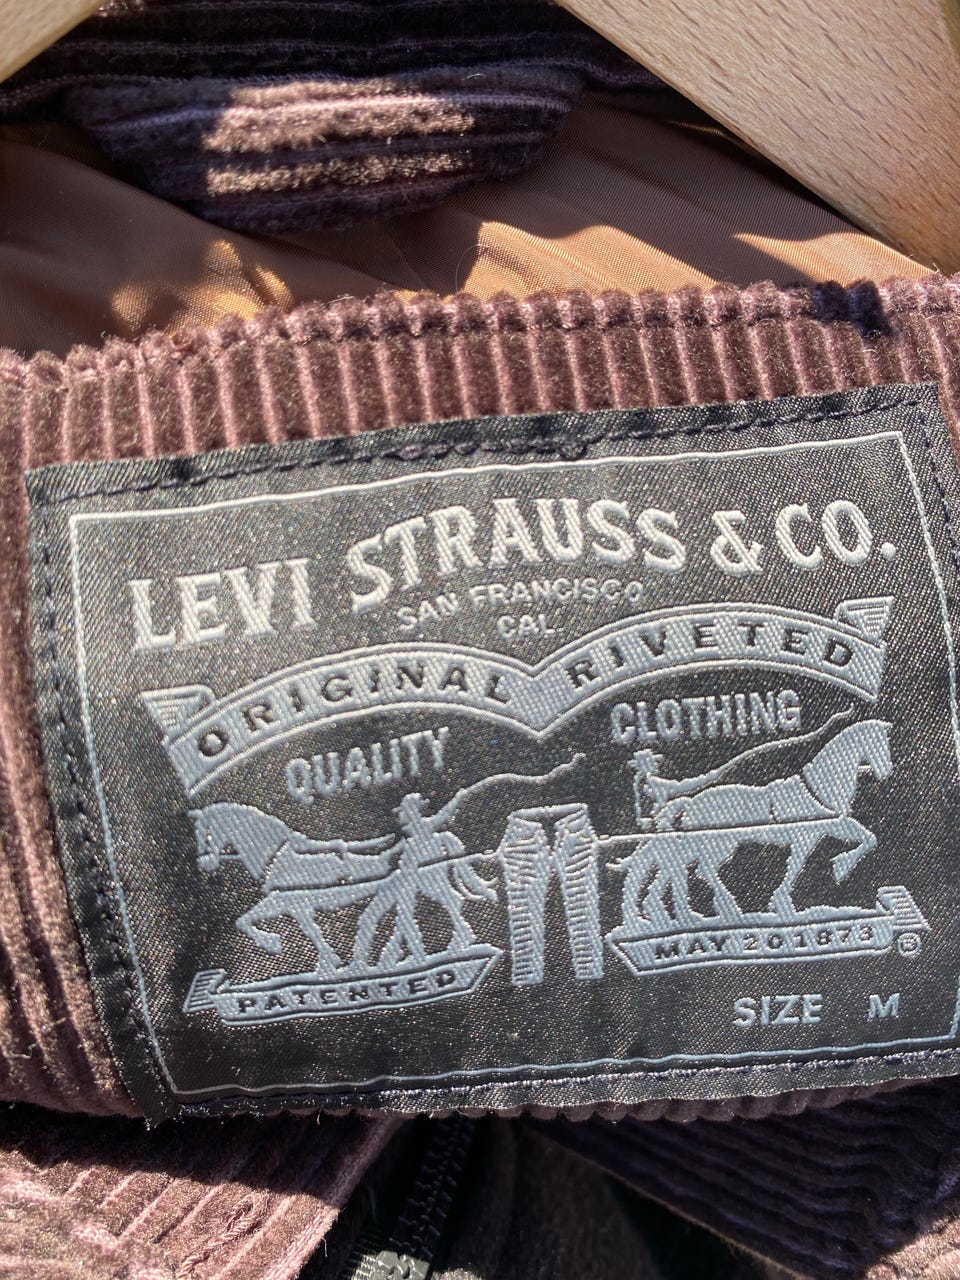 LEVI STRAUSS & CO.
SAN FRANCISCO
CAL.
ORIGINAL RIVETED
QUALITY CLOTHING
PATENTED MAY 20 1873
®
SIZE M